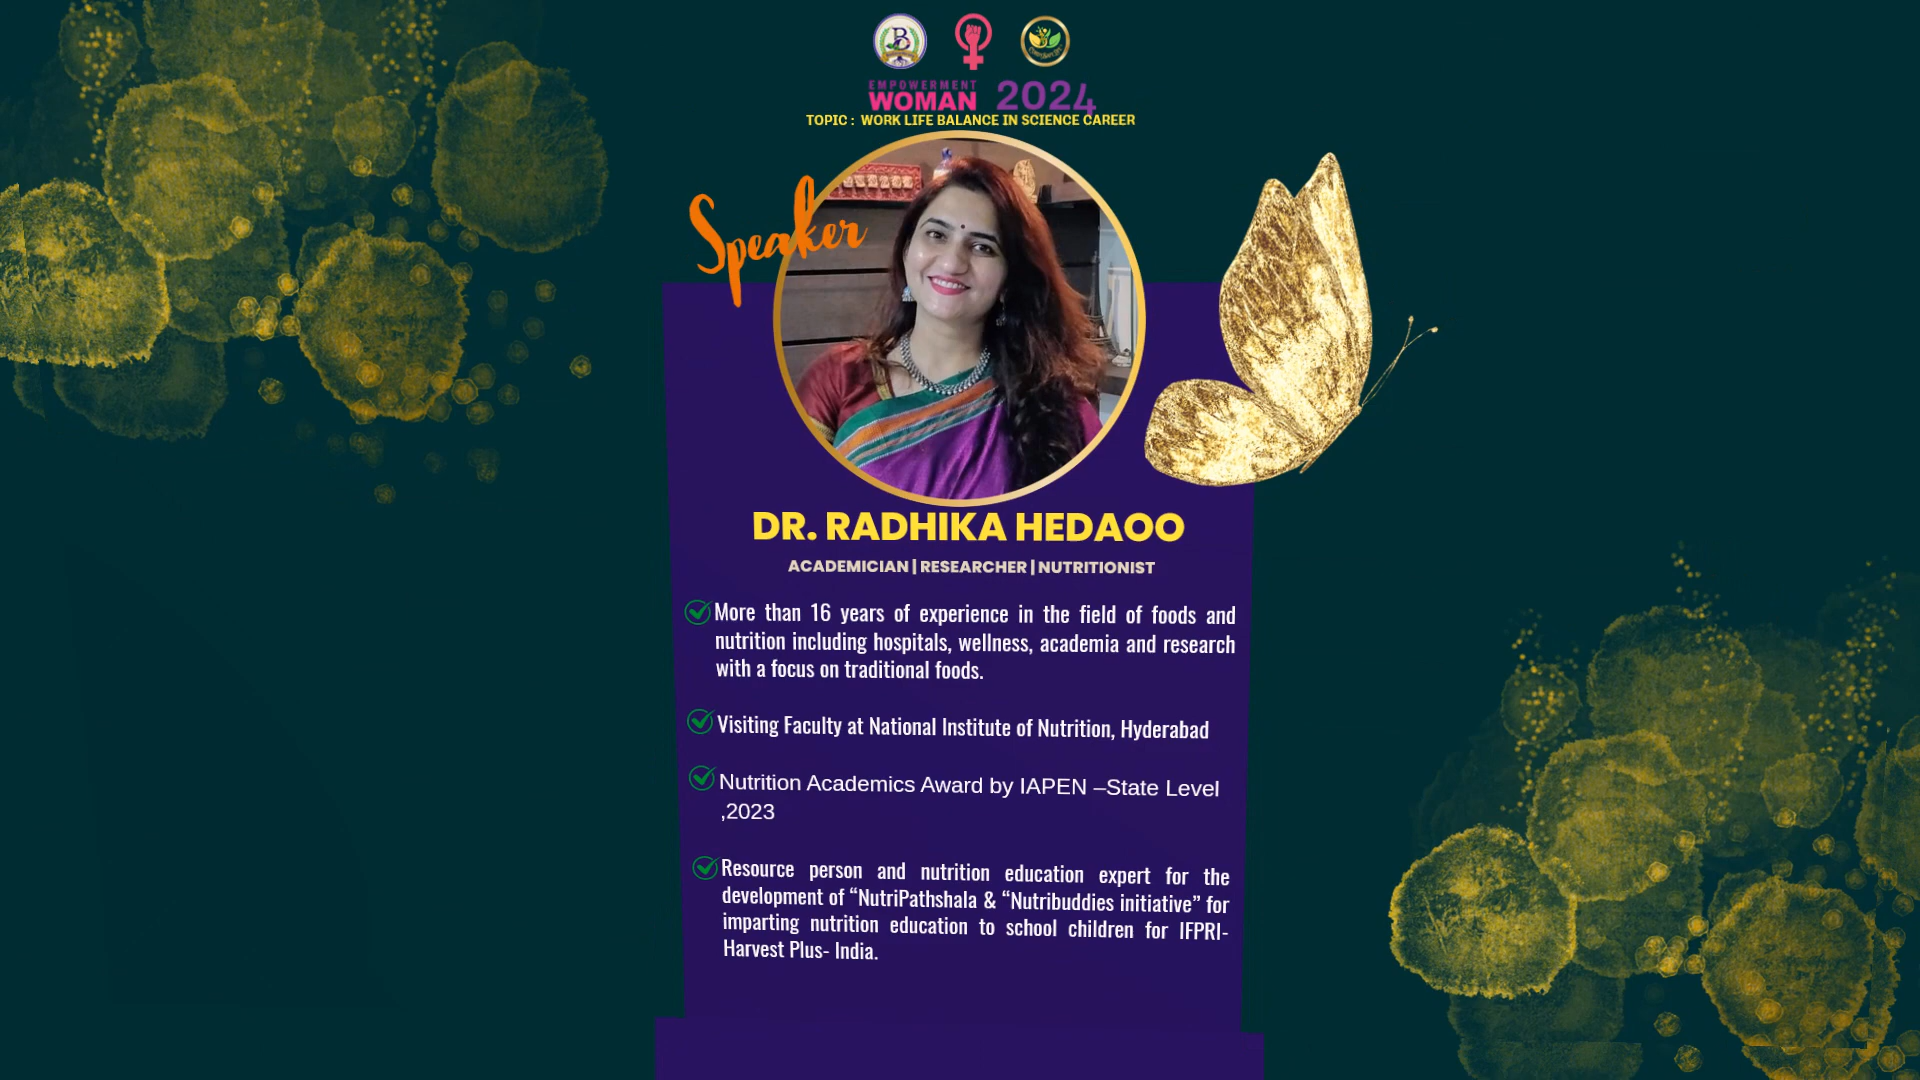 EMPOWERMENT
WOMAN 2024
TOPIC : WORK LIFE BALANCE IN SCIENCE CAREER
Speaker
DR. RADHIKA HEDAOO
ACADEMICIAN | RESEARCHER | NUTRITIONIST
More than 16 years of experience in the field of foods and
nutrition including hospitals, wellness, academia and research
with a focus on traditional foods.
Visiting Faculty at National Institute of Nutrition, Hyderabad
Nutrition Academics Award by IAPEN –State Level
,2023
Resource person and nutrition education expert for the
development of “NutriPathshala & “Nutribuddies initiative” for
imparting nutrition education to school children for IFPRI-
Harvest Plus- India.